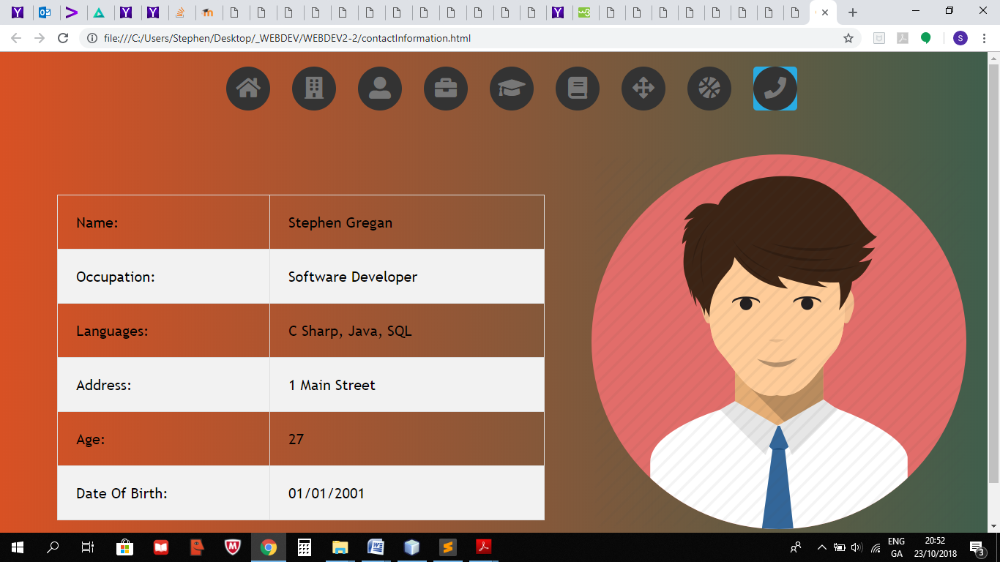 file:///C:/Users/Stephen/Desktop/_WEBDEV/WEBDEV2-2/contactInformation.html
S
Name: Stephen Gregan
Occupation: Software Developer
Languages: C Sharp, Java, SQL
Address: 1 Main Street
Age: 27
Date Of Birth: 01/01/2001
ENG 20:52
GA 23/10/2018
3